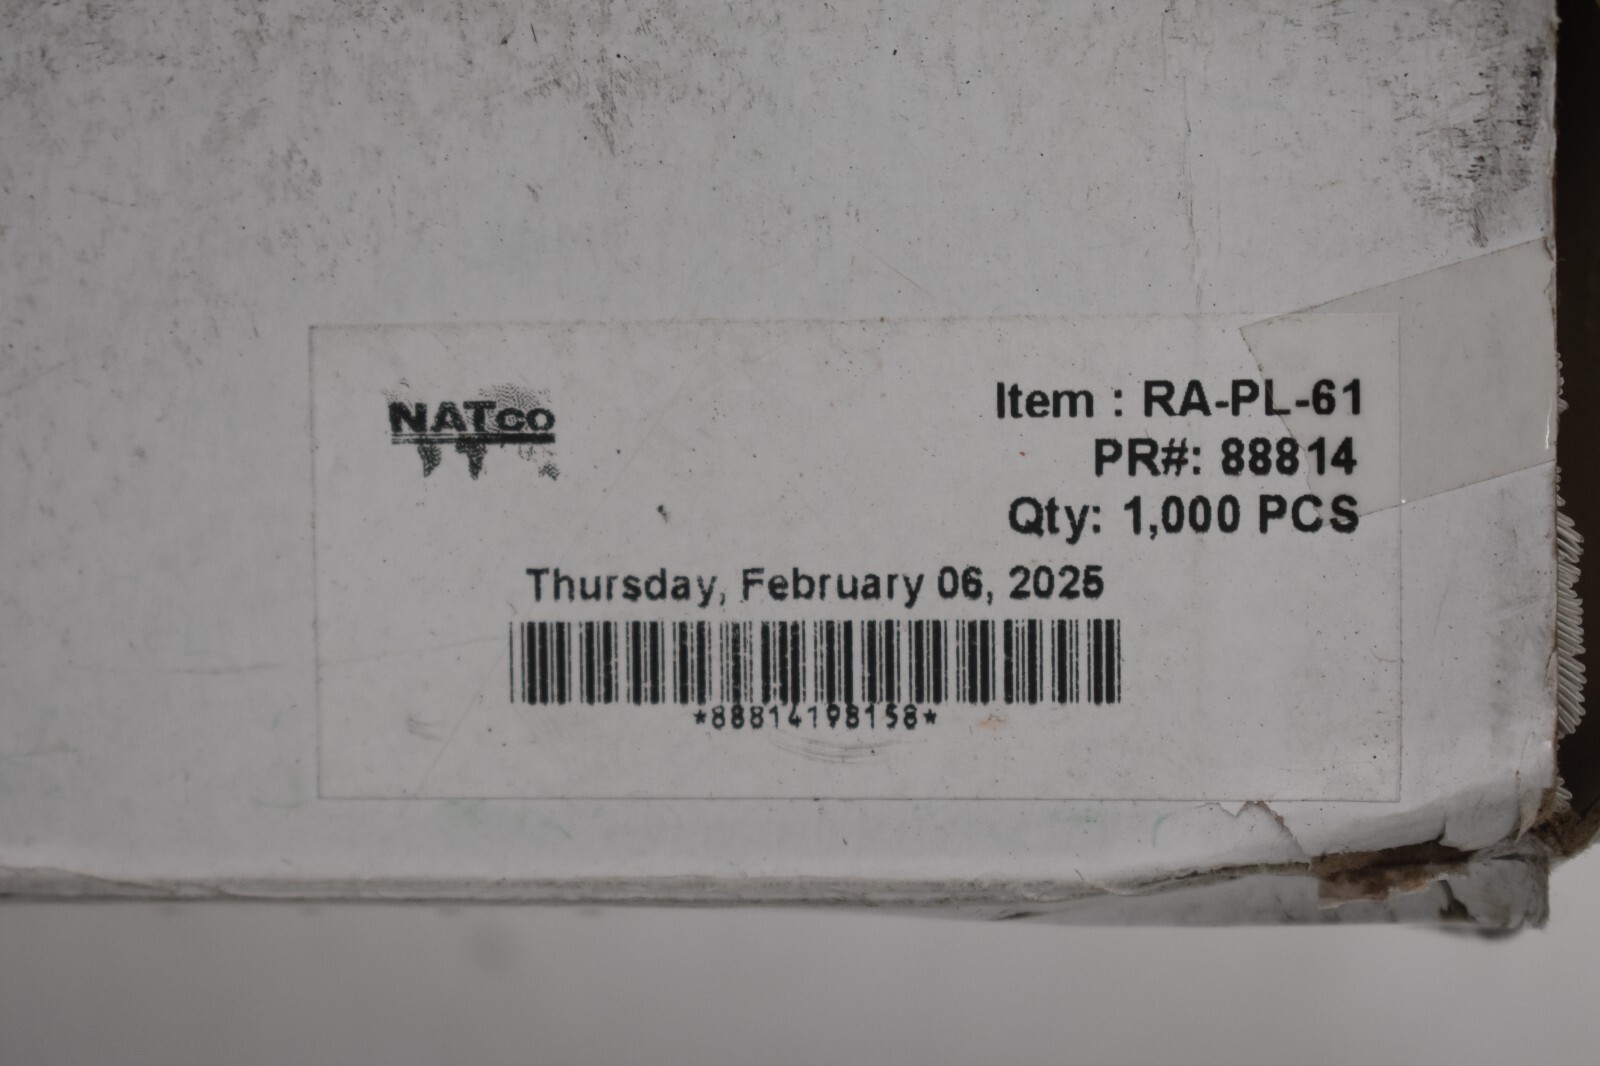 NATCO
Item : RA-PL-61
PR#: 88814
Qty: 1,000 PCS
Thursday, February 06, 2025
*88814198158*